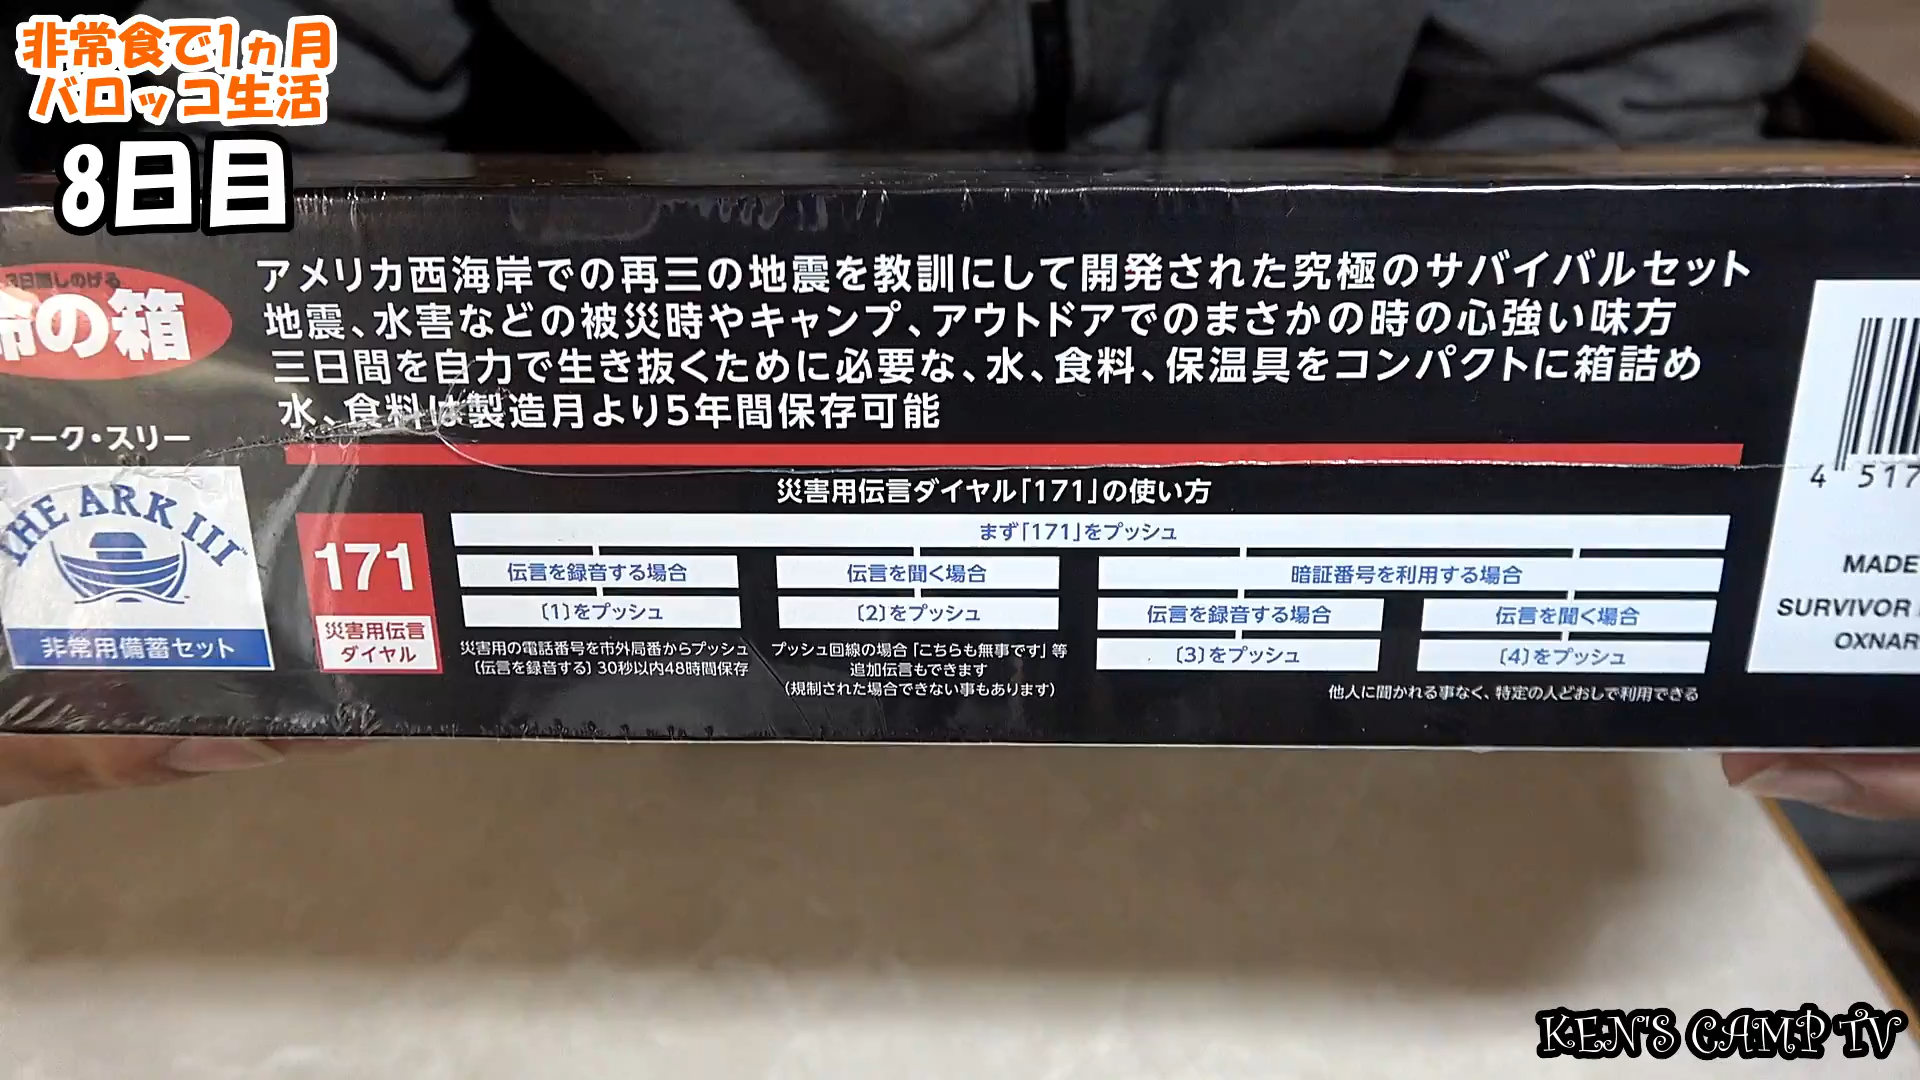 非常食で1ヵ月
バロッコ生活
8日目
3日間しのげる
命の箱
アーク・スリー
THE ARK III
非常用備蓄セット
アメリカ西海岸での再三の地震を教訓にして開発された究極のサバイバルセット
地震、水害などの被災時やキャンプ、アウトドアでのまさかの時の心強い味方
三日間を自力で生き抜くために必要な、水、食料、保温具をコンパクトに箱詰め
水、食料は製造月より5年間保存可能
災害用伝言ダイヤル「171」の使い方
171
災害用伝言
ダイヤル
まず「171」をプッシュ
伝言を録音する場合
〔1〕をプッシュ
災害用の電話番号を市外局番からプッシュ
〔伝言を録音する〕30秒以内48時間保存
伝言を聞く場合
〔2〕をプッシュ
プッシュ回線の場合「こちらも無事です」等
追加伝言もできます
(規制された場合できない事もあります)
暗証番号を利用する場合
伝言を録音する場合
〔3〕をプッシュ
伝言を聞く場合
〔4〕をプッシュ
他人に聞かれる事なく、特定の人どおしで利用できる
4 517
MADE
SURVIVOR
OXNAR
KEN'S CAMP TV